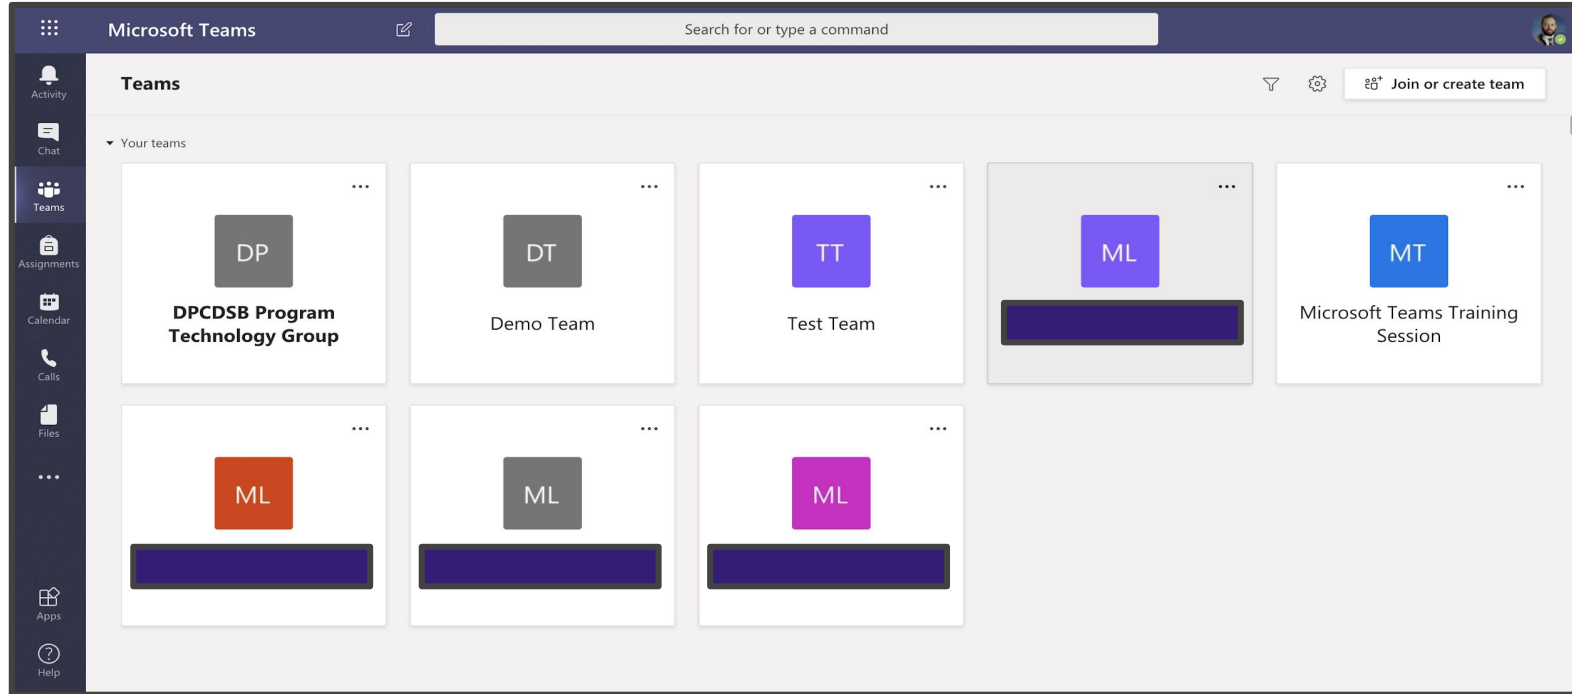 Microsoft Teams
Search for or type a command
Activity
Chat
Teams
Assignments
Calendar
Calls
Files
Apps
Help
Teams
Join or create team
Your teams
DP
DPCDSB Program
Technology Group
DT
Demo Team
TT
Test Team
ML
MT
Microsoft Teams Training
Session
ML
ML
ML